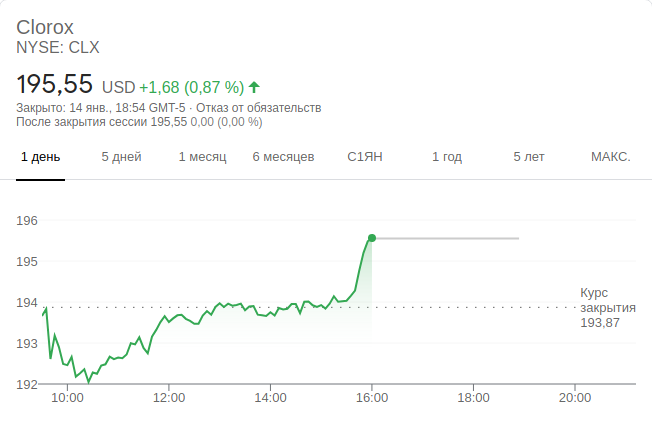 Clorox
NYSE: CLX
195,55 USD +1,68 (0,87 %)
Закрыто: 14 янв., 18:54 GMT-5 · Отказ от обязательств
После закрытия сессии 195,55 0,00 (0,00 %)
1 день 5 дней 1 месяц 6 месяцев С1ЯН 1 год 5 лет МАКС.
196
195
194
193
192
Курс
закрытия
193,87
10:00 12:00 14:00 16:00 18:00 20:00